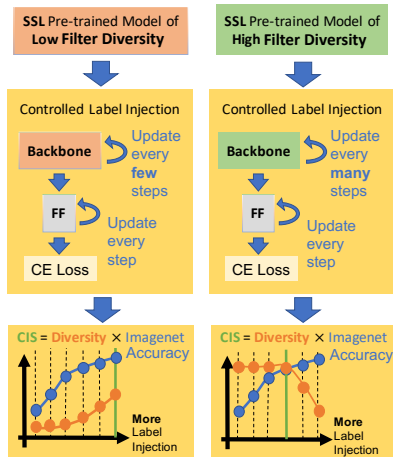 SSL Pre-trained Model of
Low Filter Diversity
Controlled Label Injection
Backbone
Update
every
few
steps
FF
Update
every
step
CE Loss
CIS = Diversity × Imagenet
Accuracy
More
Label
Injection
SSL Pre-trained Model of
High Filter Diversity
Controlled Label Injection
Backbone
Update
every
many
steps
FF
Update
every
step
CE Loss
CIS = Diversity × Imagenet
Accuracy
More
Label
Injection